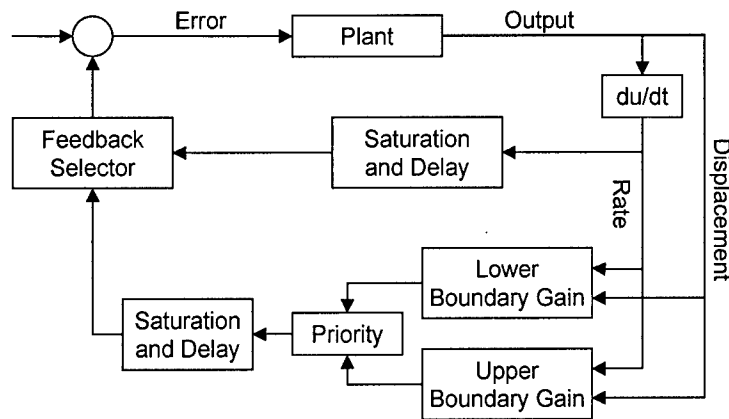 Error
Plant
Output
du/dt
Feedback
Selector
Saturation
and Delay
Rate
Displacement
Lower
Boundary Gain
Saturation
and Delay
Priority
Upper
Boundary Gain